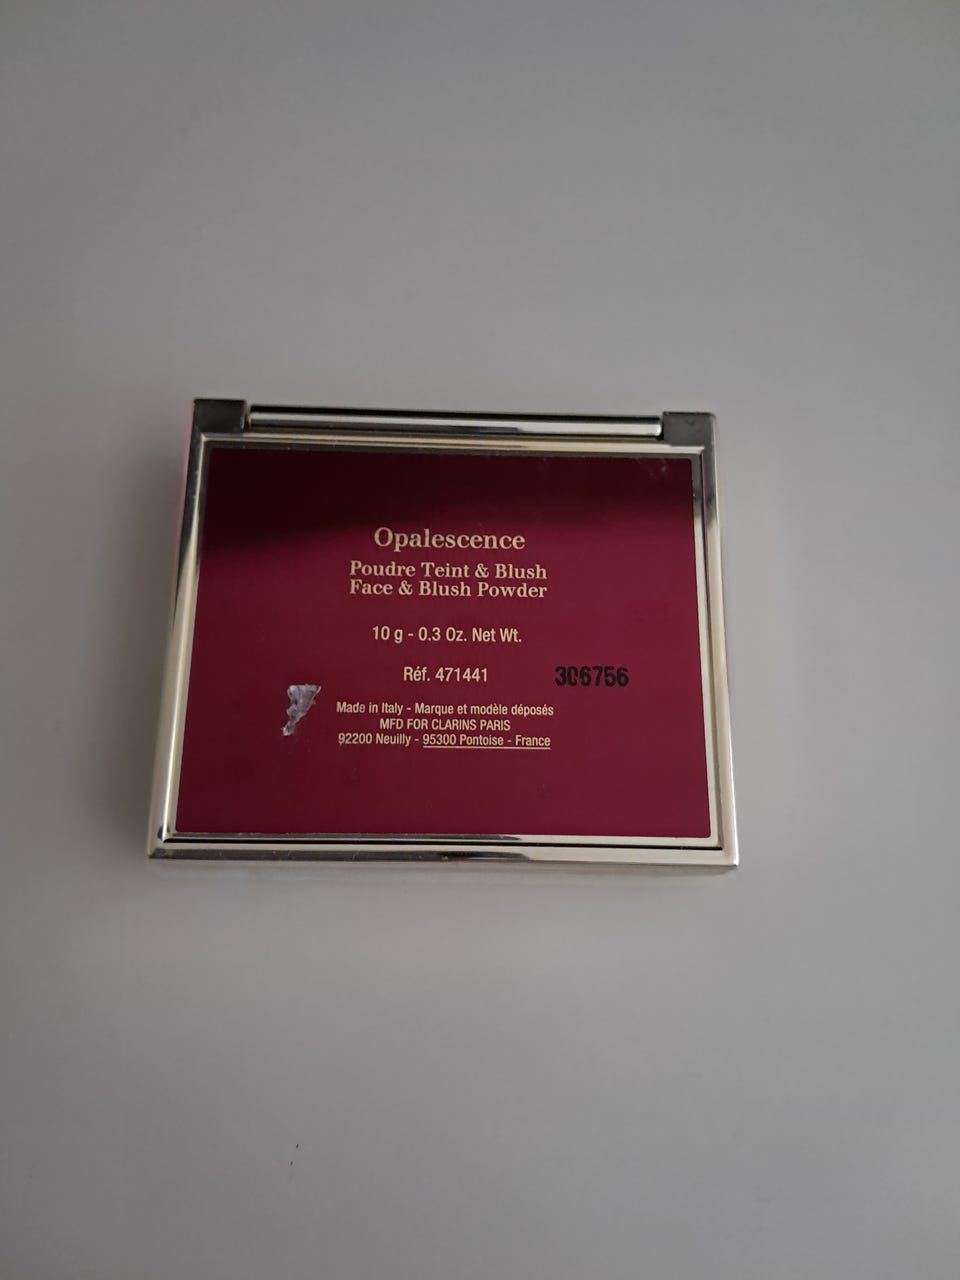 Opalescence
Poudre Teint & Blush
Face & Blush Powder
10 g - 0.3 Oz. Net Wt.
Réf. 471441
306756
Made in Italy - Marque et modèle déposés
MFD FOR CLARINS PARIS
92200 Neuilly - 95300 Pontoise - France